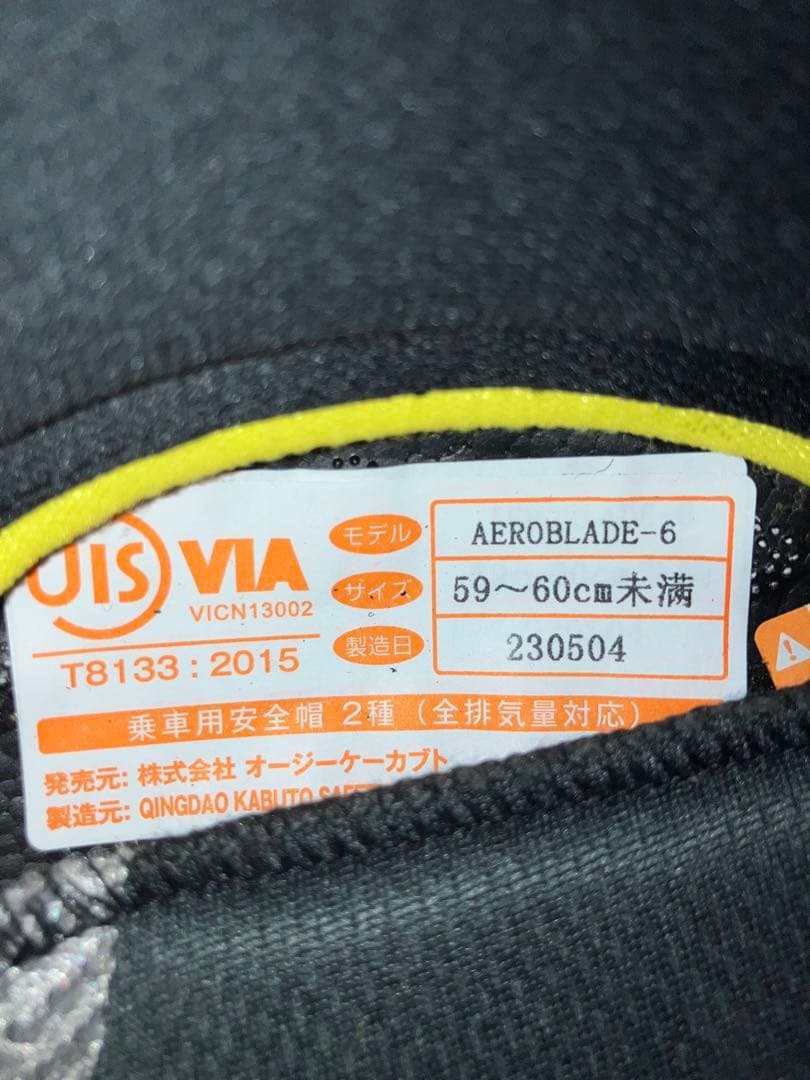 JIS VIA
VICN13002
T8133:2015
モデル AEROBLADE-6
サイズ 59〜60cm未満
製造日 230504
乗車用安全帽 2種(全排気量対応)
発売元: 株式会社 オージーケーカブト
製造元: QINGDAO KABUTO